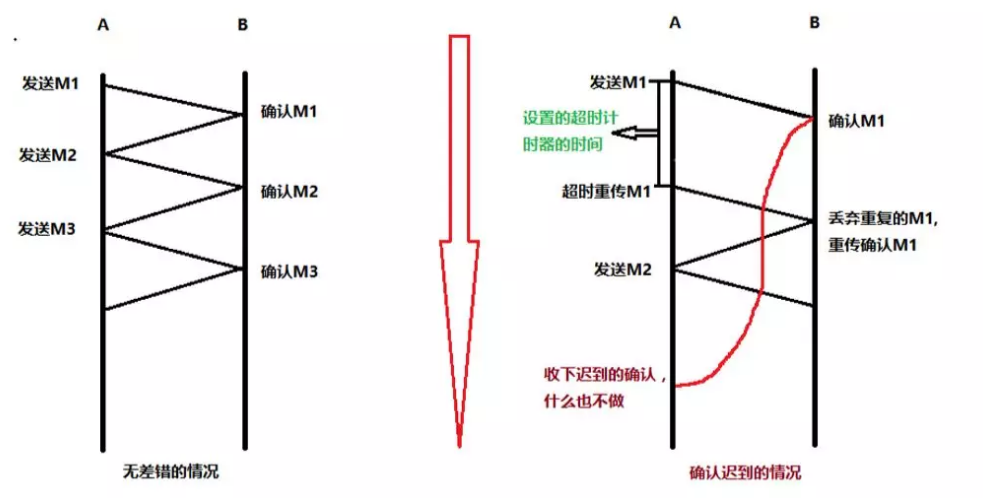 A
B
发送M1
确认M1
发送M2
确认M2
发送M3
确认M3
无差错的情况
A
B
发送M1
设置的超时计
时器的时间
确认M1
超时重传M1
丢弃重复的M1,
重传确认M1
发送M2
收下迟到的确认，
什么也不做
确认迟到的情况